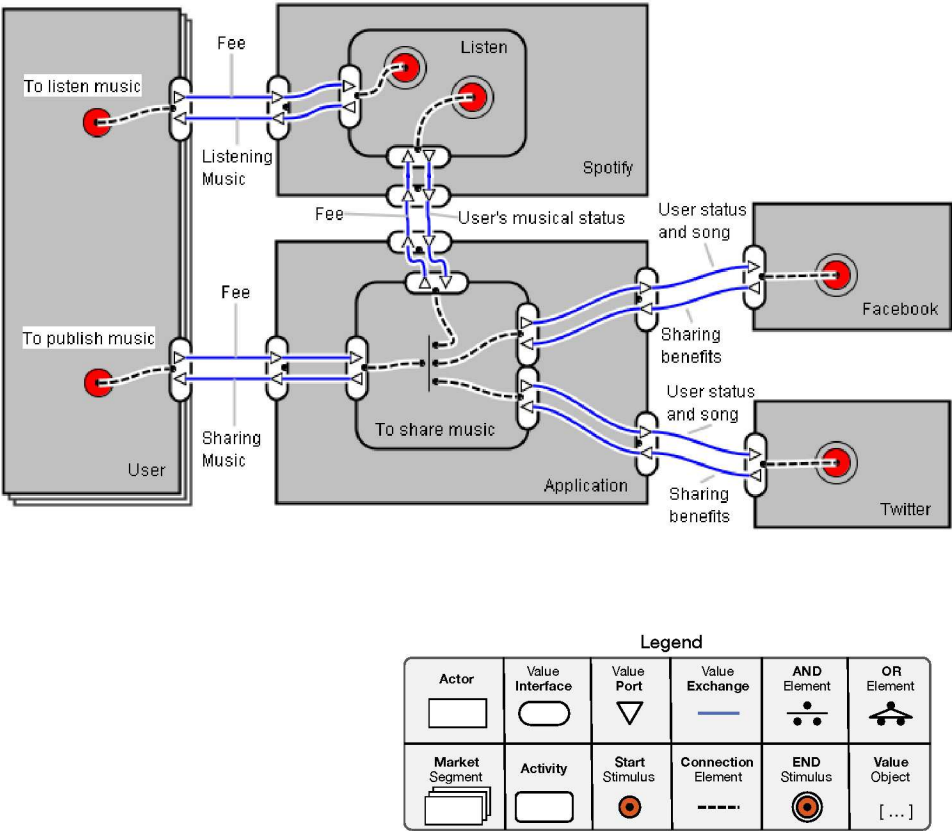 Fee
Listen
To listen music
Listening
Music
Spotify
Fee
User's musical status
User status
and song
Fee
Facebook
To publish music
Sharing
benefits
User status
and song
To share music
Sharing
Music
User
Application
Sharing
benefits
Twitter
Legend
Actor
Value
Interface
Value
Port
Value
Exchange
AND
Element
OR
Element
Market
Segment
Activity
Start
Stimulus
Connection
Element
END
Stimulus
Value
Object
[ ... ]